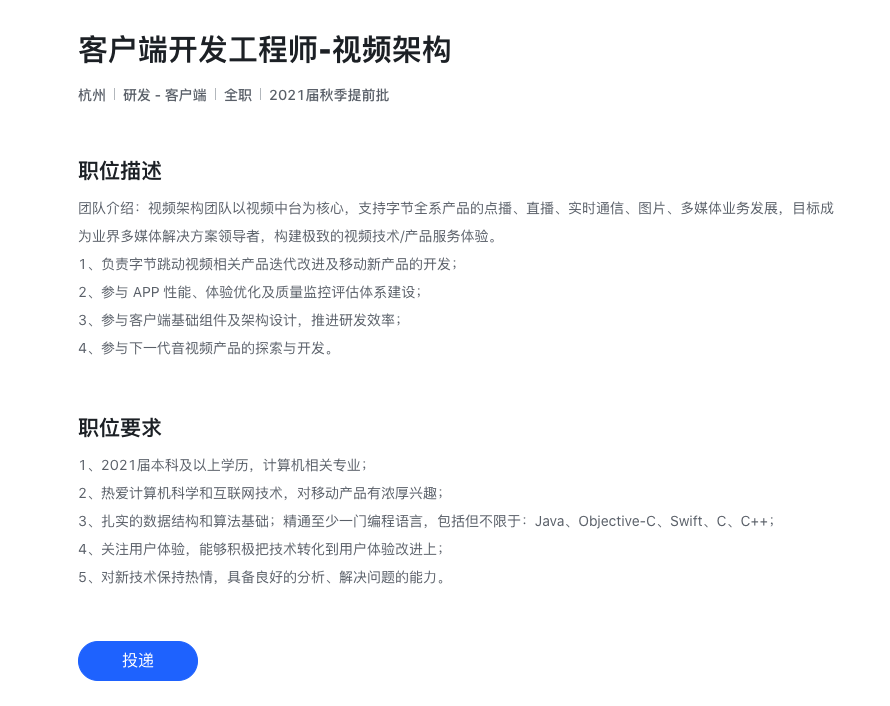 客户端开发工程师-视频架构
杭州 | 研发 - 客户端 | 全职 | 2021届秋季提前批
职位描述
团队介绍：视频架构团队以视频中台为核心，支持字节全系产品的点播、直播、实时通信、图片、多媒体业务发展，目标成
为业界多媒体解决方案领导者，构建极致的视频技术/产品服务体验。
1、负责字节跳动视频相关产品迭代改进及移动新产品的开发；
2、参与 APP 性能、体验优化及质量监控评估体系建设；
3、参与客户端基础组件及架构设计，推进研发效率；
4、参与下一代音视频产品的探索与开发。
职位要求
1、2021届本科及以上学历，计算机相关专业；
2、热爱计算机科学和互联网技术，对移动产品有浓厚兴趣；
3、扎实的数据结构和算法基础；精通至少一门编程语言，包括但不限于：Java、Objective-C、Swift、C、C++；
4、关注用户体验，能够积极把技术转化到用户体验改进上；
5、对新技术保持热情，具备良好的分析、解决问题的能力。
投递